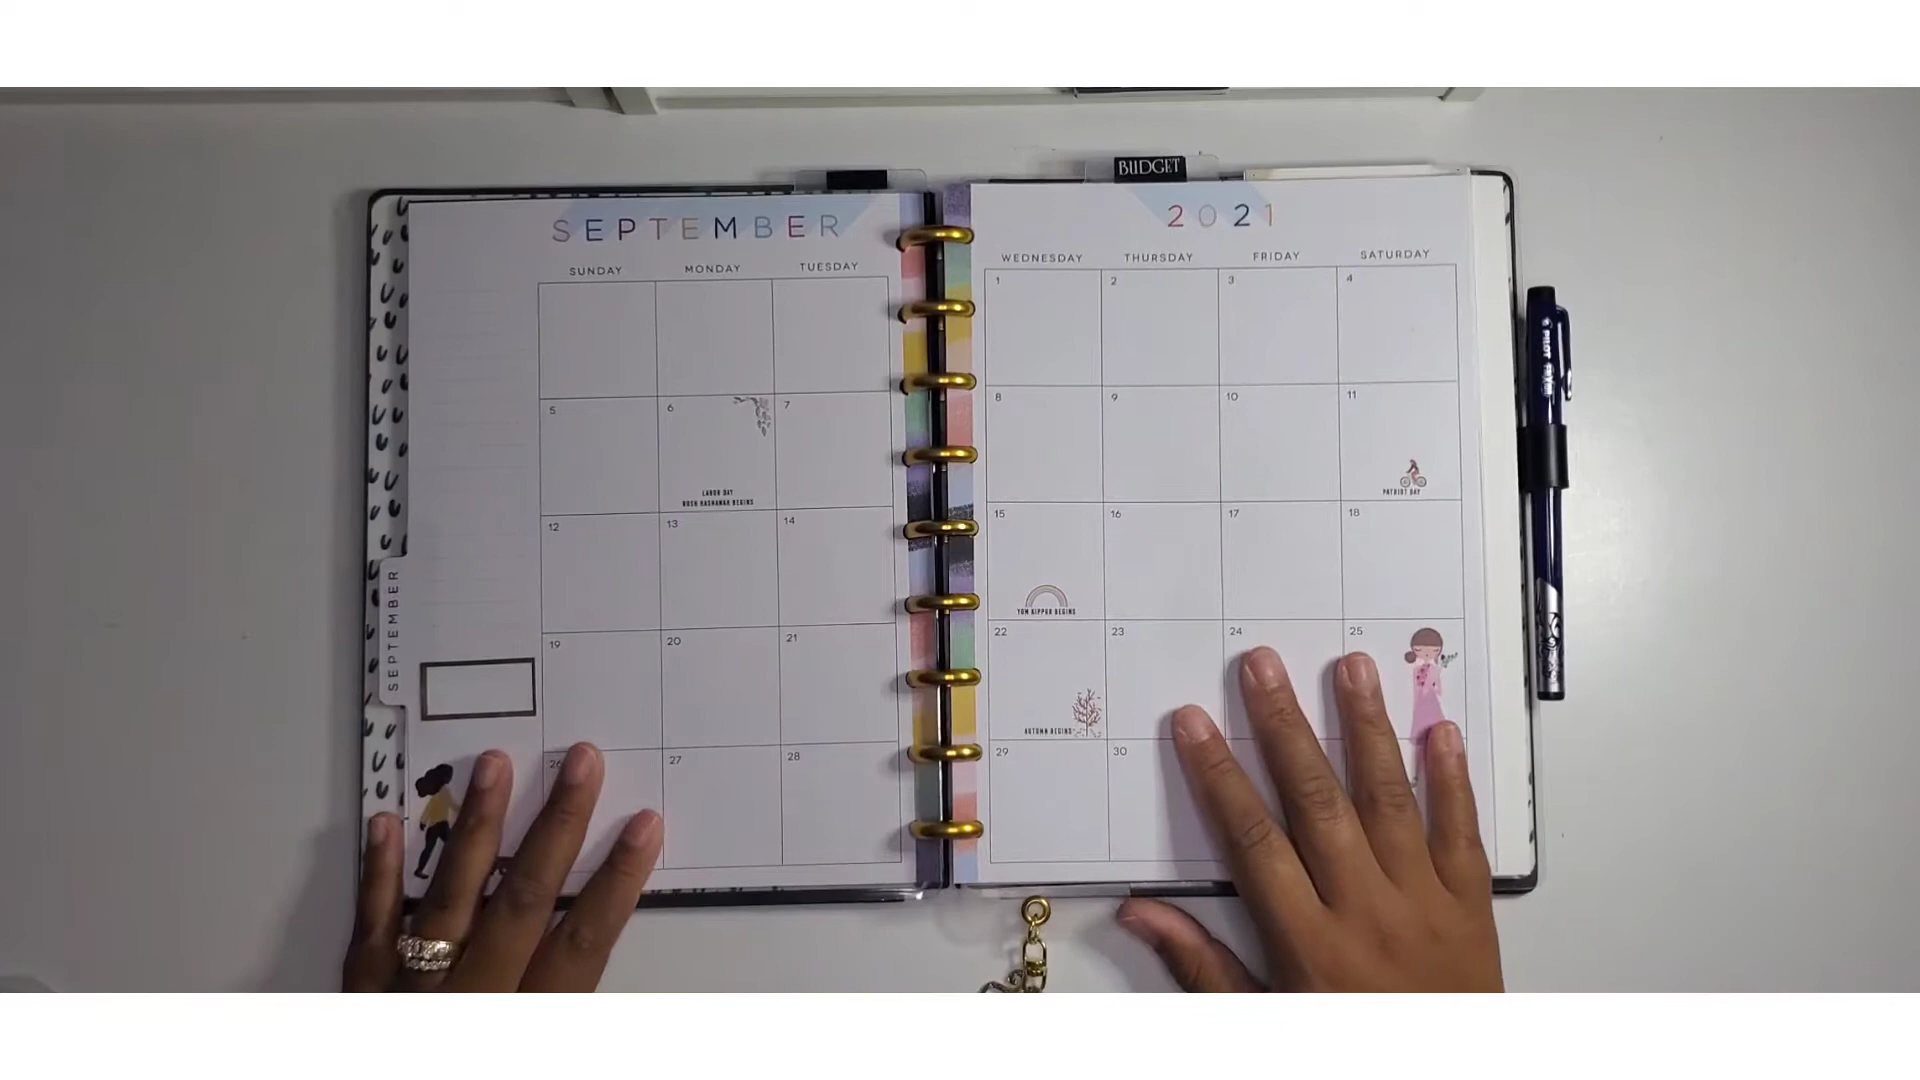 BUDGET
SEPTEMBER
2021
SUNDAY MONDAY TUESDAY
WEDNESDAY THURSDAY FRIDAY SATURDAY
1 2 3 4
5 6 7
LABOR DAY
ROSH HASHANAH BEGINS
8 9 10 11
PATRIOT DAY
12 13 14
15 16 17 18
YOM KIPPUR BEGINS
19 20 21
22 23 24 25
AUTUMN BEGINS
26 27 28
29 30
SEPTEMBER
PILOT